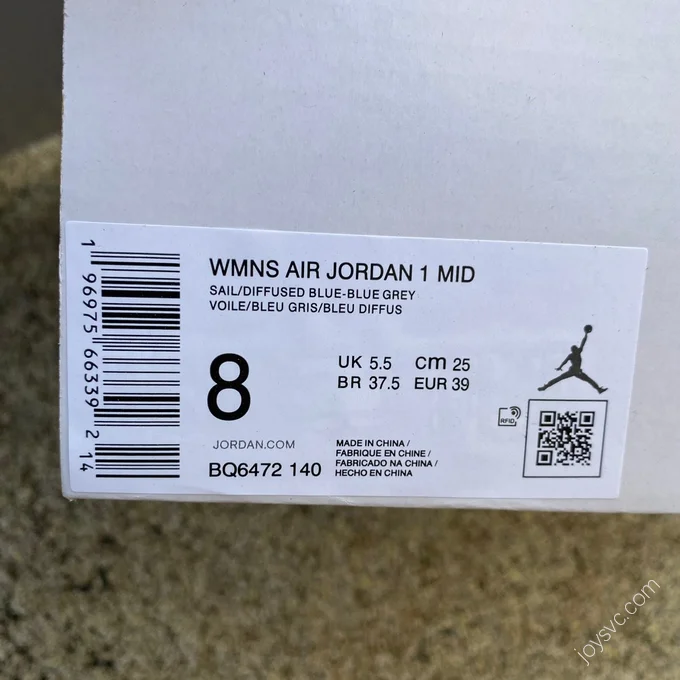 WMNS AIR JORDAN 1 MID
SAIL/DIFFUSED BLUE-BLUE GREY
VOILE/BLEU GRIS/BLEU DIFFUS
8
UK 5.5 cm 25
BR 37.5 EUR 39
JORDAN.COM
BQ6472 140
MADE IN CHINA /
FABRIQUE EN CHINE /
FABRICADO NA CHINA /
HECHO EN CHINA
RFID
1 96975 66339 2 14
joysvc.com